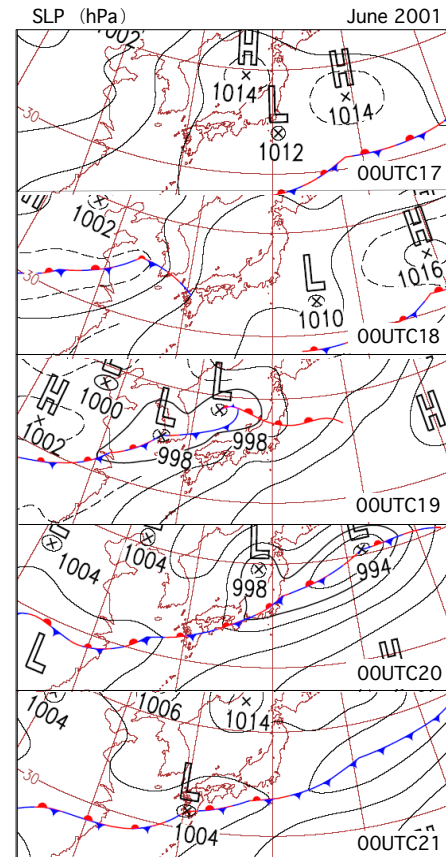 SLP (hPa) June 2001
1002
H H
1014 1014
L
1012
30
00UTC17
1002
H
1016
L
1010
30
00UTC18
L
1000
H
1002
L
998
L
998
H
00UTC19
1004
L
1004
L
998
L
994
L
00UTC20
1004
1006
1014
30
L
1004
00UTC21